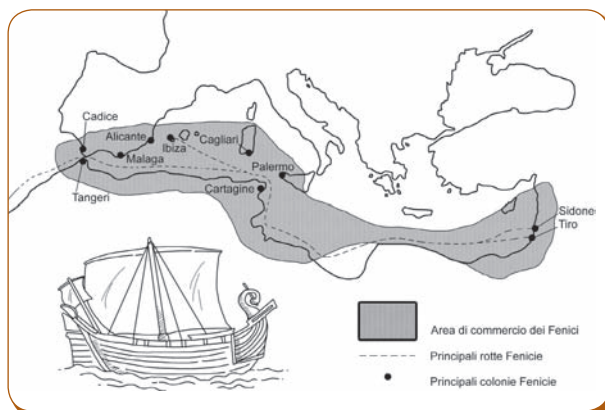 Cadice
Alicante
Ibiza
Cagliari
Malaga
Palermo
Tangeri
Cartagine
Sidone
Tiro
Area di commercio dei Fenici
Principali rotte Fenicie
Principali colonie Fenicie